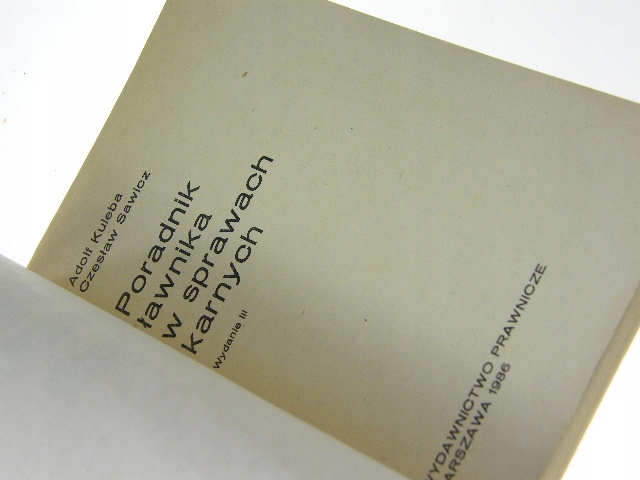 Adolf Kuleba
Czesław Sawicz
Poradnik
ławnika
w sprawach
karnych
Wydanie III
WYDAWNICTWO PRAWNICZE
WARSZAWA 1986